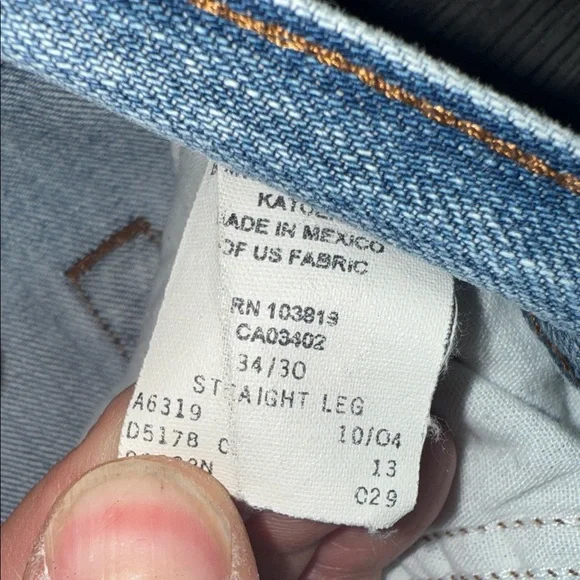 ADE IN MEXICO
OF US FABRIC
RN 103819
CA03402
34/30
STRAIGHT LEG
A6319 10/04
D5178 C 13
029